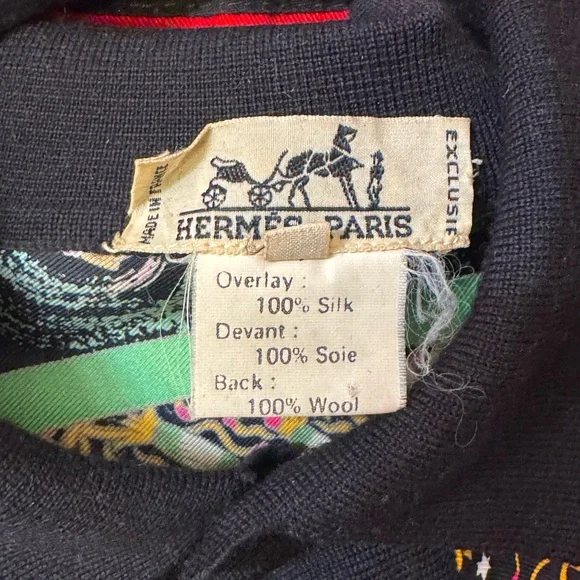 MADE IN FRANCE
HERMÈS PARIS
EXCLUSIF
Overlay :
100% Silk
Devant :
100% Soie
Back :
100% Wool